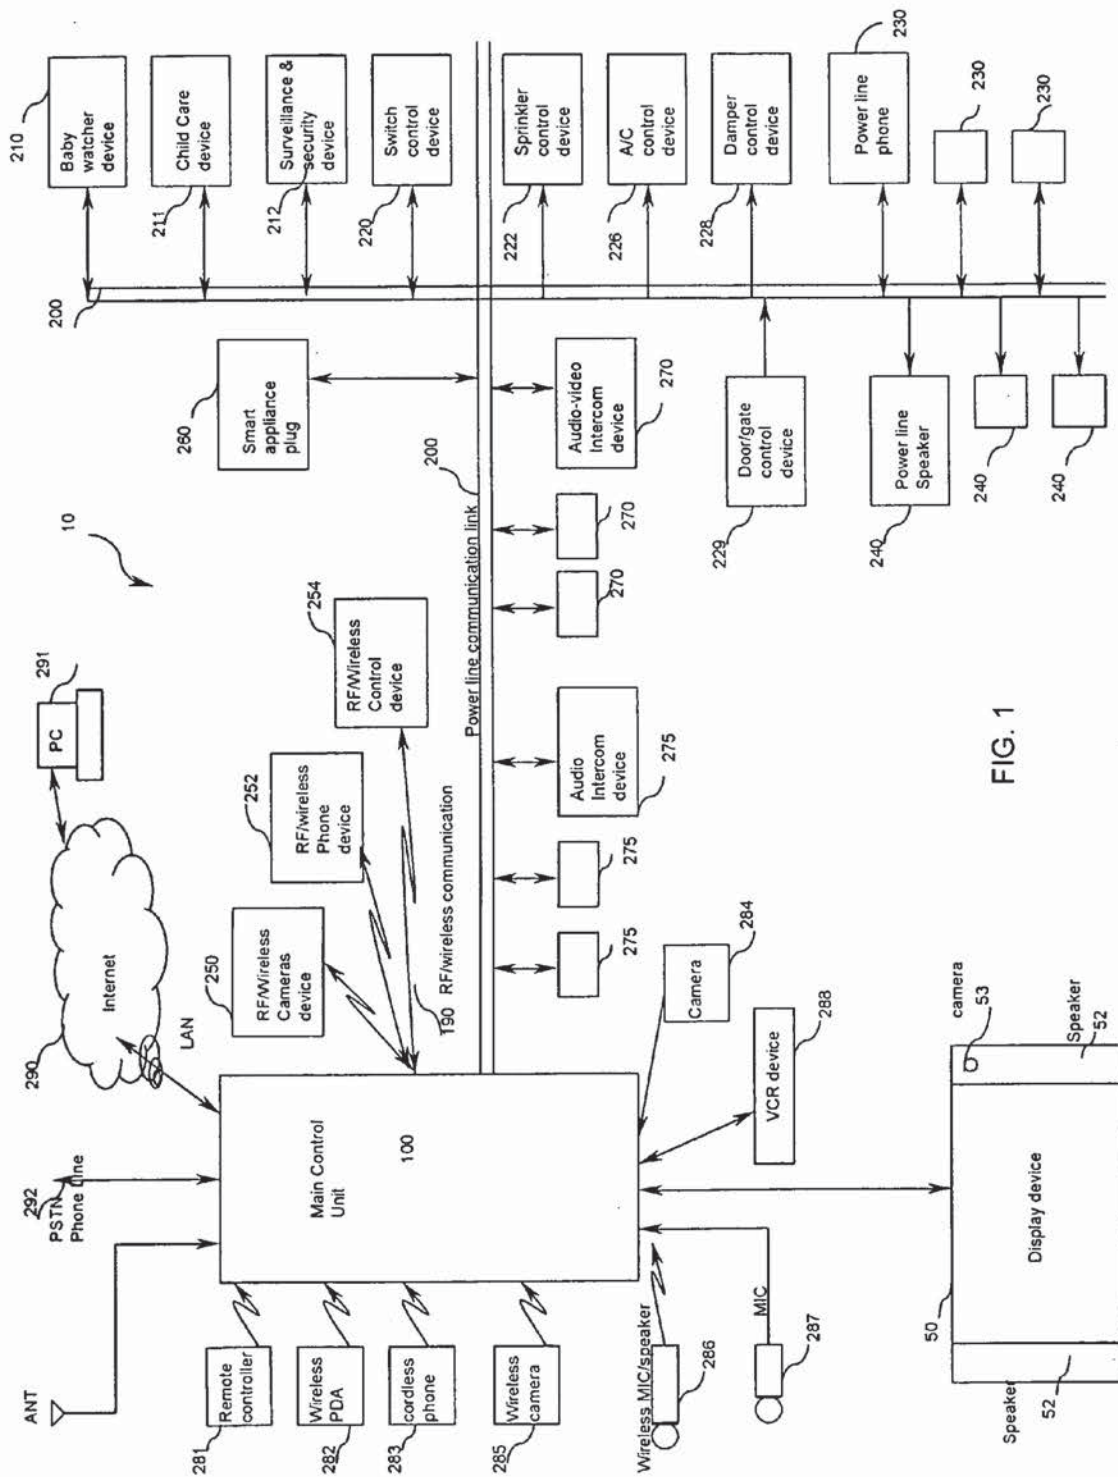 ANT
PSTN
Phone Line
292
290
Internet
LAN
PC
291
10
281
Remote
controller
282
Wireless
PDA
283
cordless
phone
285
Wireless
camera
Main Control
Unit
100
250
RF/Wireless
Cameras
device
252
RF/wireless
Phone
device
254
RF/Wireless
Control
device
190
RF/wireless communication
Power line communication link
200
260
Smart
appliance
plug
200
210
Baby
watcher
device
Child Care
device
211
Surveillance &
security
device
212
Switch
control
device
220
Sprinkler
control
device
222
A/C
control
device
226
Damper
control
device
228
Power line
phone
230
230
230
Wireless MIC/speaker
286
MIC
287
Camera
284
VCR device
288
275
275
Audio
Intercom
device
275
270
270
Audio-video
Intercom
device
270
Door/gate
control
device
229
Power line
Speaker
240
240
240
Speaker
52
50
Display device
camera
53
Speaker
52
FIG. 1